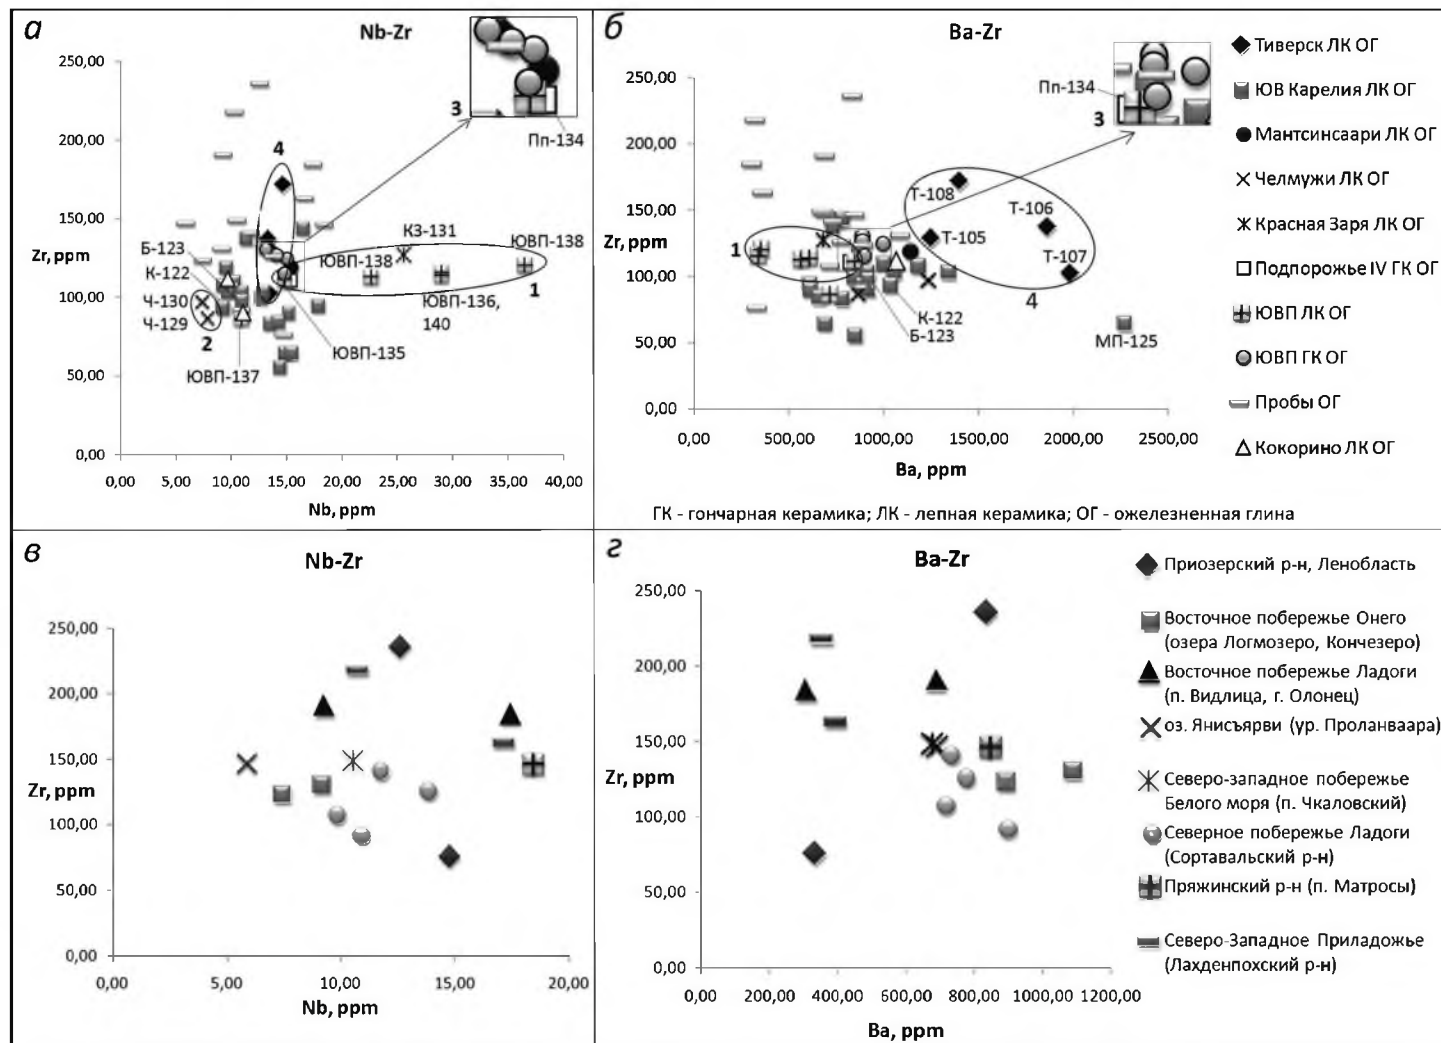 а
Nb-Zr
250,00
200,00
150,00
Zr, ppm
100,00
50,00
0,00
0,00 5,00 10,00 15,00 20,00 25,00 30,00 35,00 40,00
Nb, ppm
3
Пп-134
4
КЗ-131
ЮВП-138
ЮВП-138
Б-123
К-122
Ч-130
Ч-129
2
1
ЮВП-136,
140
ЮВП-135
ЮВП-137
б
Ba-Zr
250,00
200,00
150,00
Zr, ppm
100,00
50,00
0,00
0,00 500,00 1000,00 1500,00 2000,00 2500,00
Ba, ppm
Пп-134
3
Т-108
Т-106
Т-105
Т-107
1
4
К-122
Б-123
МП-125
Тиверск ЛК ОГ
ЮВ Карелия ЛК ОГ
Мантсинсаари ЛК ОГ
Челмужи ЛК ОГ
Красная Заря ЛК ОГ
Подпорожье IV ГК ОГ
ЮВП ЛК ОГ
ЮВП ГК ОГ
Пробы ОГ
Кокорино ЛК ОГ
ГК - гончарная керамика; ЛК - лепная керамика; ОГ - ожелезненная глина
в
Nb-Zr
250,00
200,00
150,00
Zr, ppm
100,00
50,00
0,00
0,00 5,00 10,00 15,00 20,00
Nb, ppm
г
Ba-Zr
250,00
200,00
150,00
Zr, ppm
100,00
50,00
0,00
0,00 200,00 400,00 600,00 800,00 1000,00 1200,00
Ba, ppm
Приозерский р-н, Ленобласть
Восточное побережье Онего
(озера Логмозеро, Кончезеро)
Восточное побережье Ладоги
(п. Видлица, г. Олонец)
оз. Янисъярви (ур. Проланваара)
Северо-западное побережье
Белого моря (п. Чкаловский)
Северное побережье Ладоги
(Сортавальский р-н)
Пряжинский р-н (п. Матросы)
Северо-Западное Приладожье
(Лахденпохский р-н)